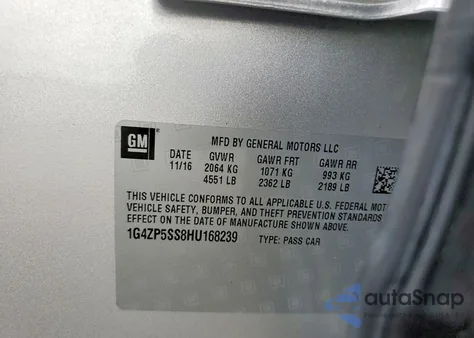 GM
MFD BY GENERAL MOTORS LLC
DATE GVWR GAWR FRT GAWR RR
11/16 2064 KG 1071 KG 993 KG
4551 LB 2362 LB 2189 LB
THIS VEHICLE CONFORMS TO ALL APPLICABLE U.S. FEDERAL MOT
VEHICLE SAFETY, BUMPER, AND THEFT PREVENTION STANDARDS
EFFECT ON THE DATE OF MANUFACTURE SHOWN ABOVE.
1G4ZP5SS8HU168239 TYPE: PASS CAR
autoSnap